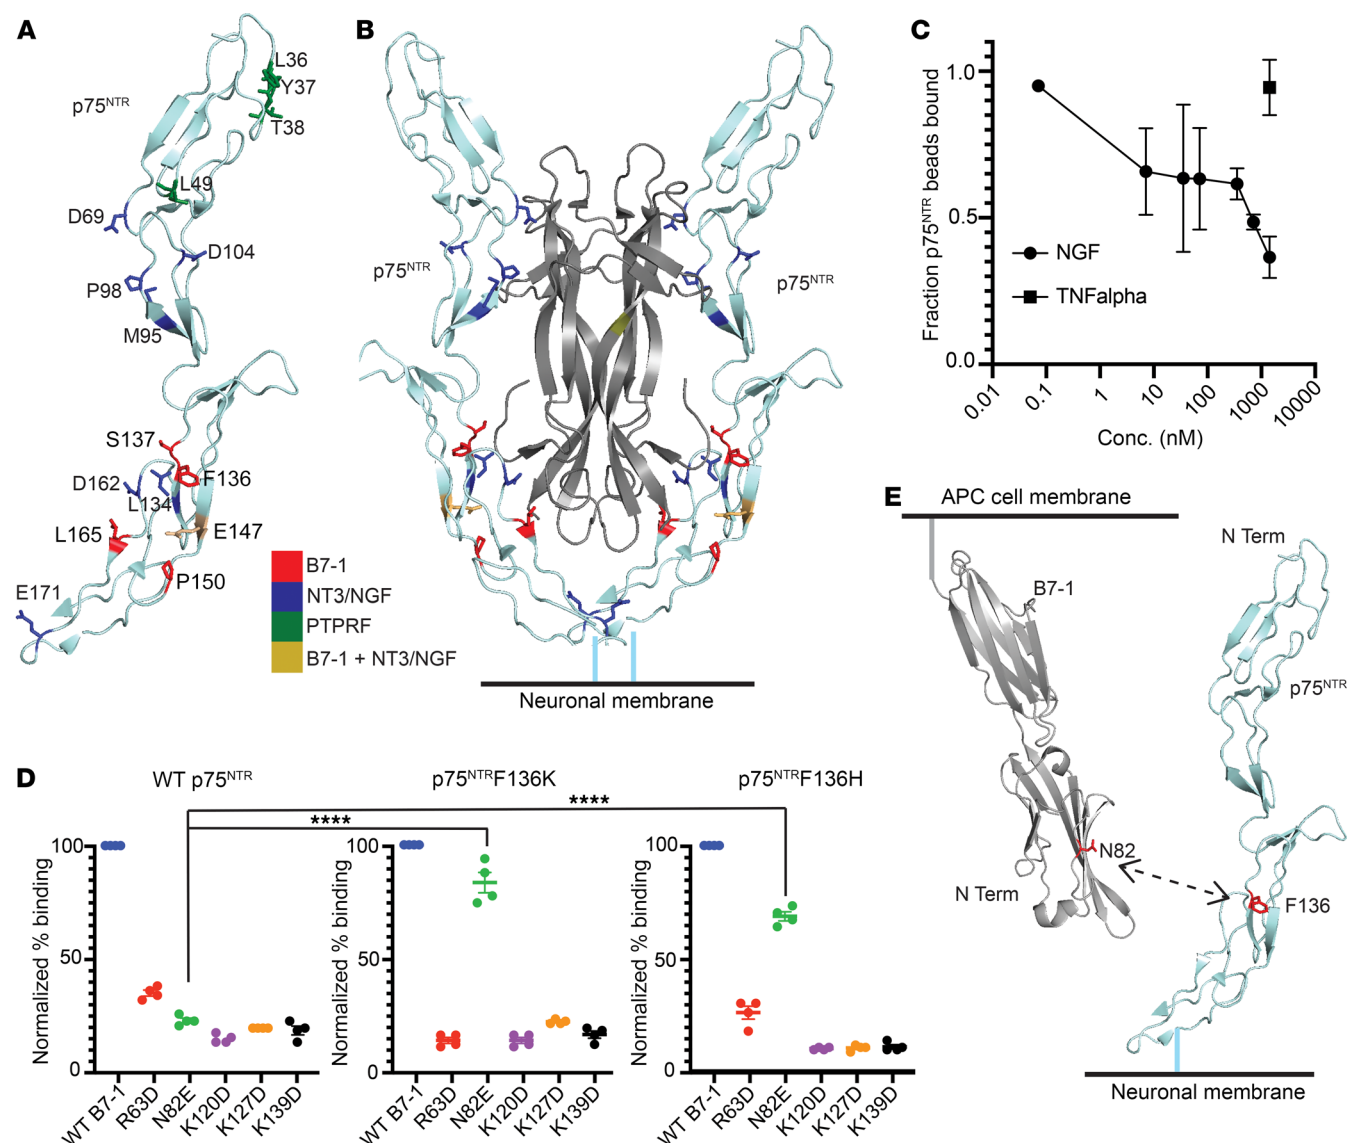 A
p75NTR
L36
Y37
T38
L49
D69
D104
P98
M95
S137
F136
D162
L134
L165
E147
P150
E171
B7-1
NT3/NGF
PTPRF
B7-1 + NT3/NGF
B
p75NTR
p75NTR
Neuronal membrane
C
Fraction p75NTR beads bound
1.0
0.5
0.0
NGF
TNFalpha
0.01 0.1 1 10 100 1000 10000
Conc. (nM)
D
WT p75NTR
p75NTRF136K
p75NTRF136H
****
****
Normalized % binding
100
50
0
WT B7-1 R63D N82E K120D K127D K139D
Normalized % binding
100
50
0
WT B7-1 R63D N82E K120D K127D K139D
Normalized % binding
100
50
0
WT B7-1 R63D N82E K120D K127D K139D
E
APC cell membrane
N Term
B7-1
p75NTR
N82
N Term
F136
Neuronal membrane